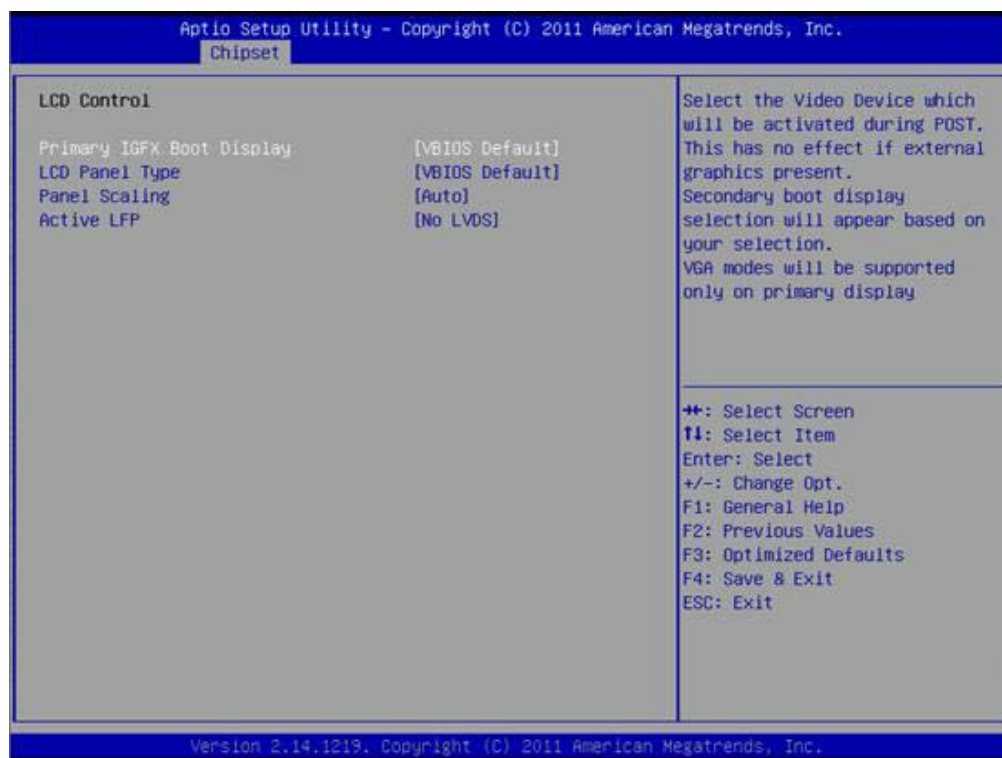 Aptio Setup Utility – Copyright (C) 2011 American Megatrends, Inc.
Chipset
LCD Control
Primary IGFX Boot Display [VBIOS Default]
LCD Panel Type [VBIOS Default]
Panel Scaling [Auto]
Active LFP [No LVDS]
Select the Video Device which
will be activated during POST.
This has no effect if external
graphics present.
Secondary boot display
selection will appear based on
your selection.
VGA modes will be supported
only on primary display
→←: Select Screen
↑↓: Select Item
Enter: Select
+/-: Change Opt.
F1: General Help
F2: Previous Values
F3: Optimized Defaults
F4: Save & Exit
ESC: Exit
Version 2.14.1219. Copyright (C) 2011 American Megatrends, Inc.